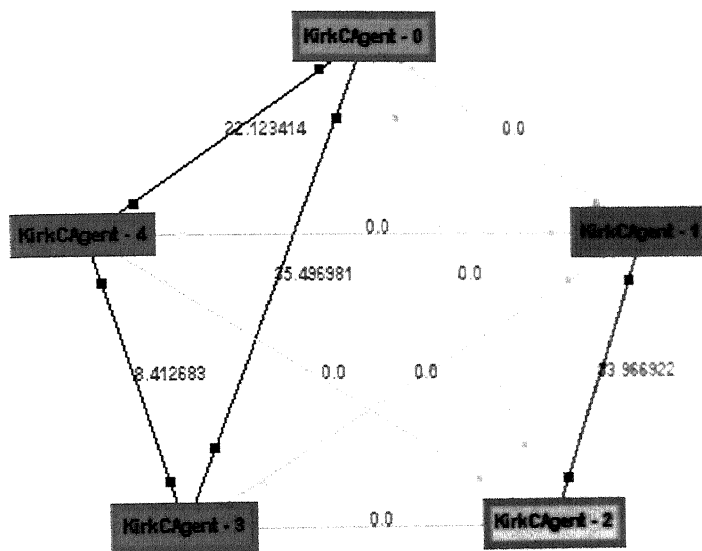 KirkCAgent - 0
22.123414
0.0
KirkCAgent - 4
0.0
KirkCAgent - 1
35.496981
0.0
8.412683
0.0
0.0
33.966922
KirkCAgent - 3
0.0
KirkCAgent - 2